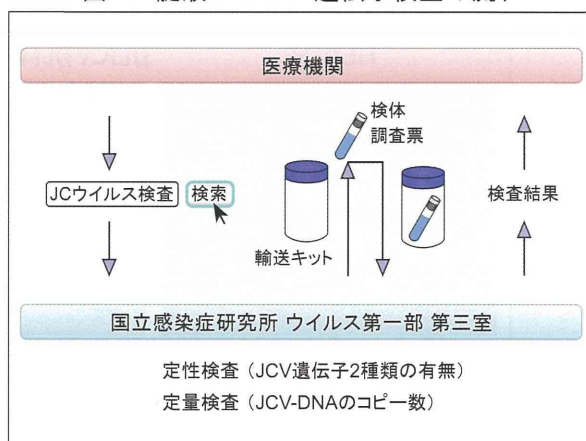 医療機関
検体
調査票
JCウイルス検査 検索
検査結果
輸送キット
国立感染症研究所 ウイルス第一部 第三室
定性検査（JCV遺伝子2種類の有無）
定量検査（JCV-DNAのコピー数）